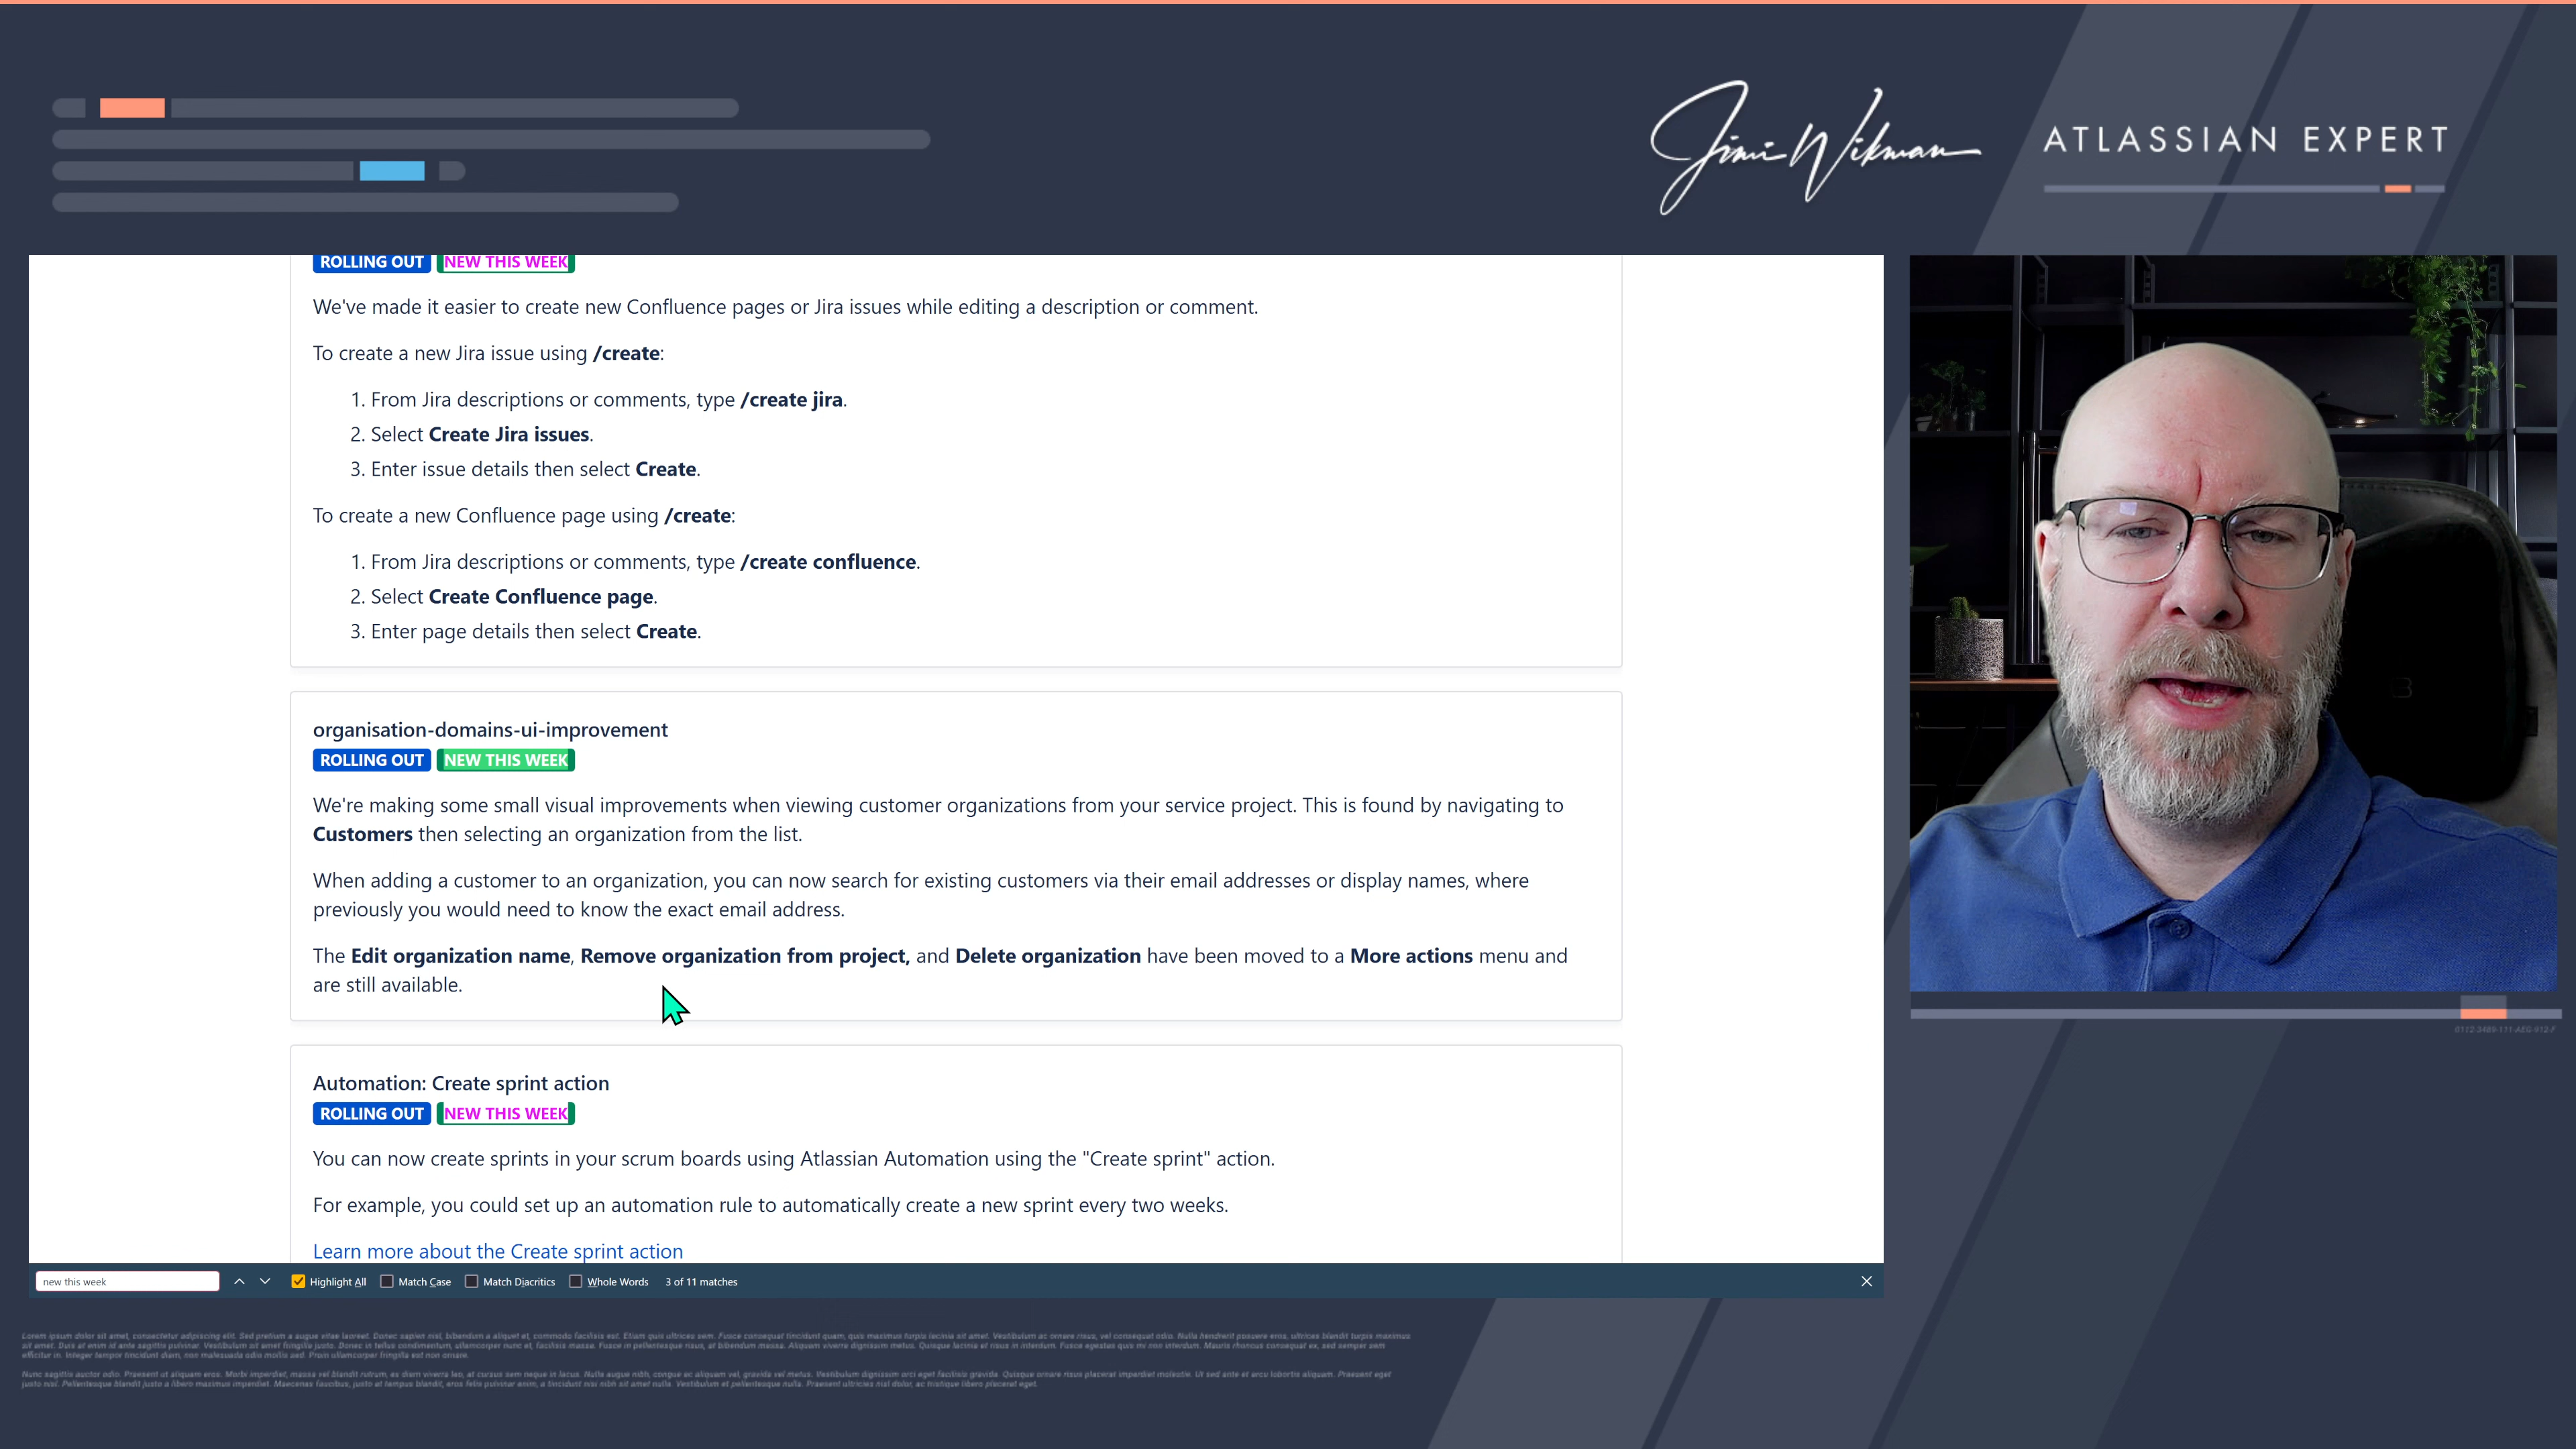 Jimi Wikman
ATLASSIAN EXPERT
ROLLING OUT NEW THIS WEEK
We've made it easier to create new Confluence pages or Jira issues while editing a description or comment.
To create a new Jira issue using /create:
1. From Jira descriptions or comments, type /create jira.
2. Select Create Jira issues.
3. Enter issue details then select Create.
To create a new Confluence page using /create:
1. From Jira descriptions or comments, type /create confluence.
2. Select Create Confluence page.
3. Enter page details then select Create.
organisation-domains-ui-improvement
ROLLING OUT NEW THIS WEEK
We're making some small visual improvements when viewing customer organizations from your service project. This is found by navigating to
Customers then selecting an organization from the list.
When adding a customer to an organization, you can now search for existing customers via their email addresses or display names, where
previously you would need to know the exact email address.
The Edit organization name, Remove organization from project, and Delete organization have been moved to a More actions menu and
are still available.
Automation: Create sprint action
ROLLING OUT NEW THIS WEEK
You can now create sprints in your scrum boards using Atlassian Automation using the "Create sprint" action.
For example, you could set up an automation rule to automatically create a new sprint every two weeks.
Learn more about the Create sprint action
new this week Highlight All Match Case Match Diacritics Whole Words 3 of 11 matches